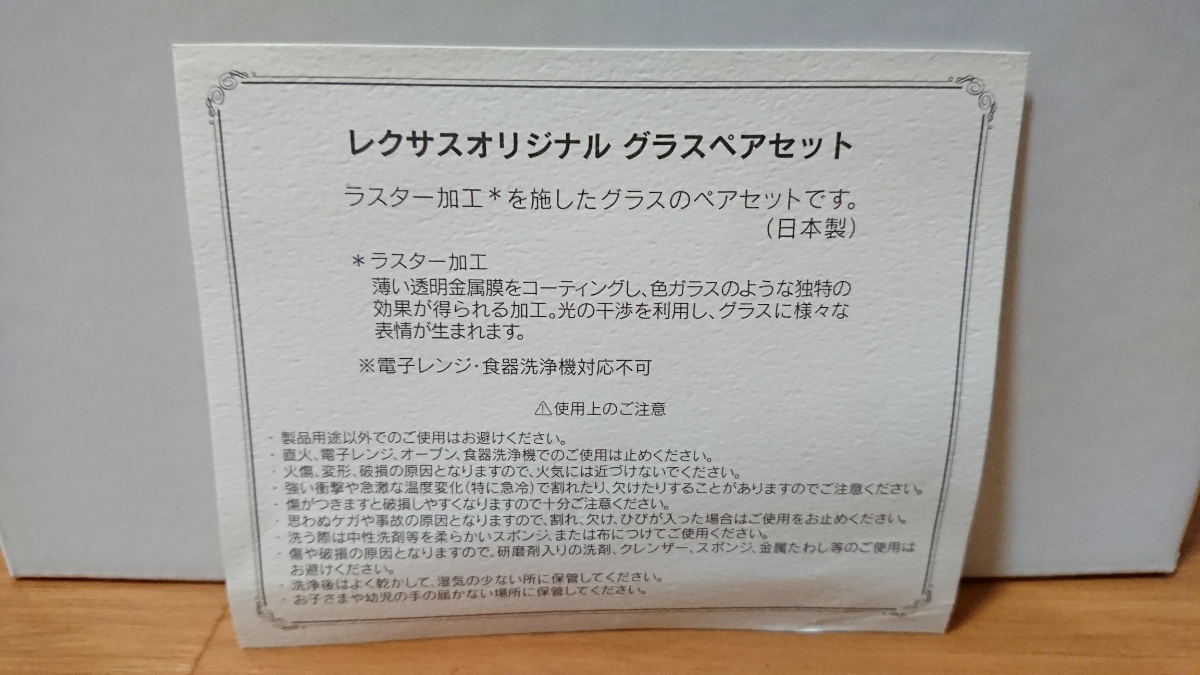 レクサスオリジナル グラスペアセット
ラスター加工＊を施したグラスのペアセットです。
（日本製）
＊ラスター加工
薄い透明金属膜をコーティングし、色ガラスのような独特の
効果が得られる加工。光の干渉を利用し、グラスに様々な
表情が生まれます。
※電子レンジ・食器洗浄機対応不可
⚠使用上のご注意
・製品用途以外でのご使用はお避けください。
・直火、電子レンジ、オーブン、食器洗浄機でのご使用は止めください。
・火傷、変形、破損の原因となりますので、火気には近づけないでください。
・強い衝撃や急激な温度変化（特に急冷）で割れたり、欠けたりすることがありますのでご注意ください。
・傷がつきますと破損しやすくなりますので十分ご注意ください。
・思わぬケガや事故の原因となりますので、割れ、欠け、ひびが入った場合はご使用をお止めください。
・洗う際は中性洗剤等を柔らかいスポンジ、または布につけてご使用ください。
・傷や破損の原因となりますので、研磨剤入りの洗剤、クレンザー、スポンジ、金属たわし等のご使用は
お避けください。
・洗浄後はよく乾かして、湿気の少ない所に保管してください。
・お子さまや幼児の手の届かない場所に保管してください。